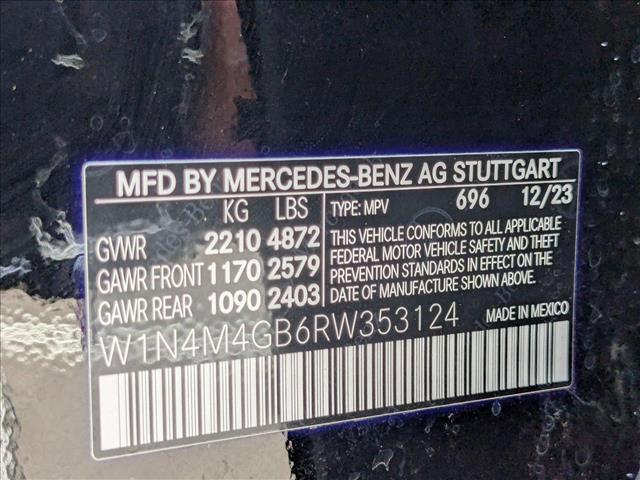 MFD BY MERCEDES-BENZ AG STUTTGART
KG LBS
GVWR 2210 4872
GAWR FRONT 1170 2579
GAWR REAR 1090 2403
TYPE: MPV 696 12/23
THIS VEHICLE CONFORMS TO ALL APPLICABLE
FEDERAL MOTOR VEHICLE SAFETY AND THEFT
PREVENTION STANDARDS IN EFFECT ON THE
DATE OF MANUFACTURE SHOWN ABOVE.
W1N4M4GB6RW353124 MADE IN MEXICO